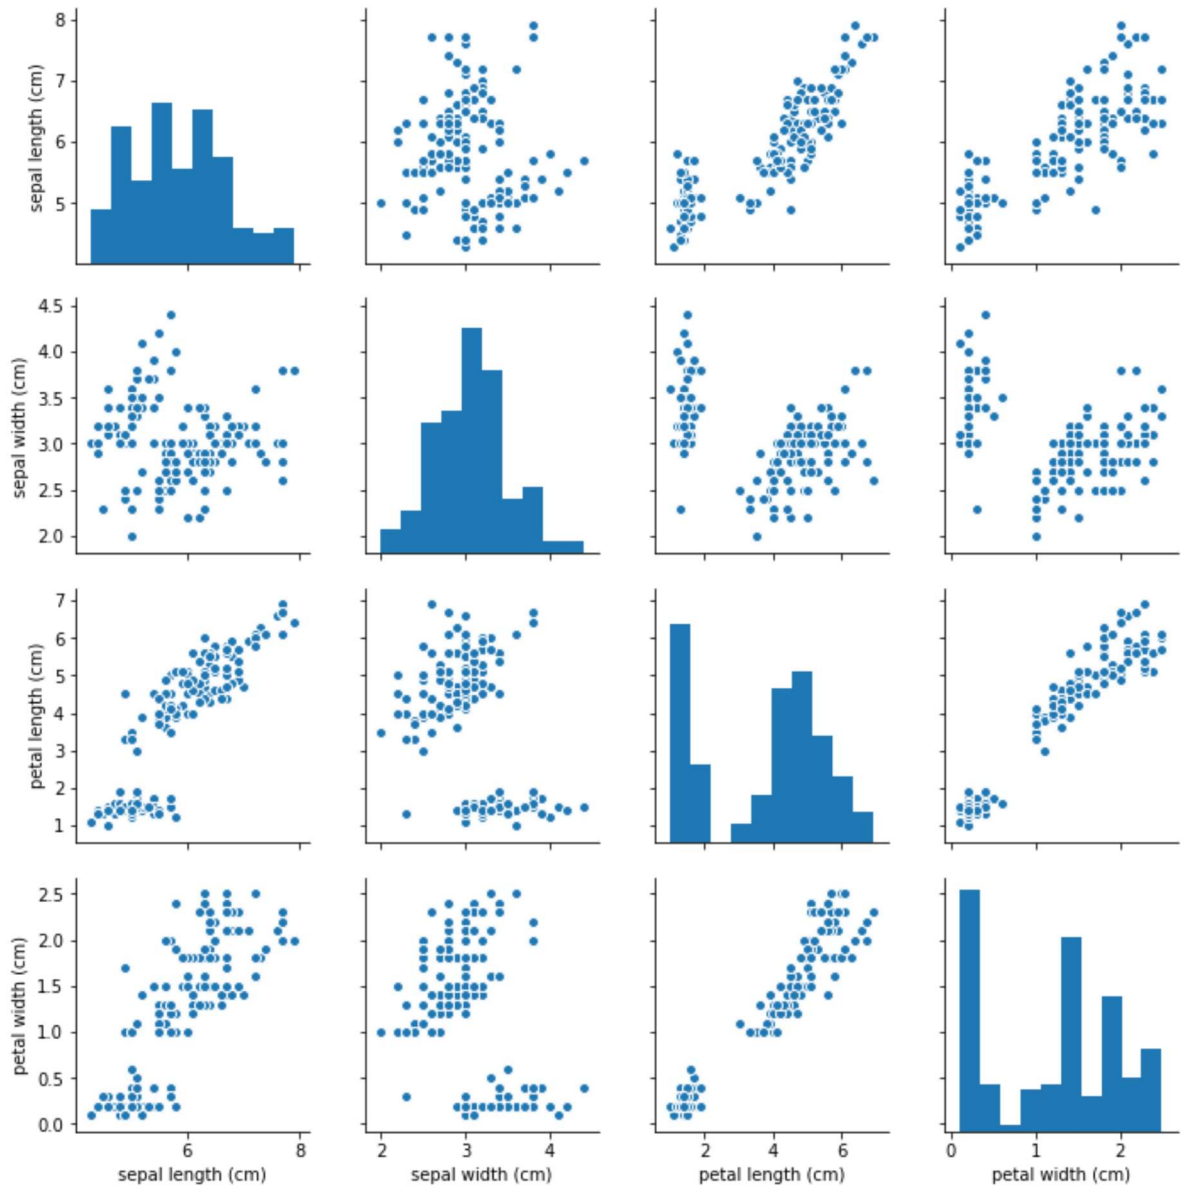 8
7
6
5
sepal length (cm)
4.5
4.0
3.5
3.0
2.5
2.0
sepal width (cm)
7
6
5
4
3
2
1
petal length (cm)
2.5
2.0
1.5
1.0
0.5
0.0
petal width (cm)
6 8
sepal length (cm)
2 3 4
sepal width (cm)
2 4 6
petal length (cm)
0 1 2
petal width (cm)